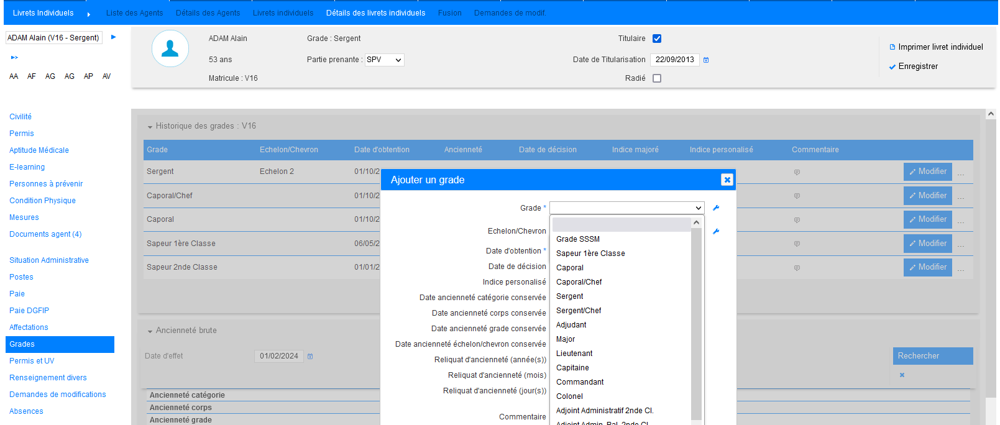 Livrets Individuels Liste des Agents Détails des Agents Livrets individuels Détails des livrets individuels Fusion Demandes de modif.
ADAM Alain (V16 - Sergent)
AA AF AG AG AP AV
ADAM Alain Grade : Sergent Titulaire
53 ans Partie prenante : SPV Date de Titularisation 22/09/2013
Matricule : V16 Radié
Imprimer livret individuel
Enregistrer
Civilité
Permis
Aptitude Médicale
E-learning
Personnes à prévenir
Condition Physique
Mesures
Documents agent (4)
Situation Administrative
Postes
Paie
Paie DGFIP
Affectations
Grades
Permis et UV
Renseignement divers
Demandes de modifications
Absences
Historique des grades : V16
Grade Echelon/Chevron Date d'obtention Ancienneté Date de décision Indice majoré Indice personalisé Commentaire
Sergent Echelon 2 01/10/2 Modifier ...
Caporal/Chef 01/10/2 Modifier ...
Caporal 01/10/2 Modifier ...
Sapeur 1ère Classe 06/05/2 Modifier ...
Sapeur 2nde Classe 01/01/2 Modifier ...
Ancienneté brute
Date d'effet 01/02/2024
Rechercher
Ancienneté catégorie
Ancienneté corps
Ancienneté grade
Ajouter un grade
Grade *
Echelon/Chevron
Date d'obtention *
Date de décision
Indice personalisé
Date ancienneté catégorie conservée
Date ancienneté corps conservée
Date ancienneté grade conservée
Date ancienneté échelon/chevron conservée
Reliquat d'ancienneté (année(s))
Reliquat d'ancienneté (mois)
Reliquat d'ancienneté (jour(s))
Commentaire
Grade SSSM
Sapeur 1ère Classe
Caporal
Caporal/Chef
Sergent
Sergent/Chef
Adjudant
Major
Lieutenant
Capitaine
Commandant
Colonel
Adjoint Administratif 2nde Cl.
Adjoint Admin. Pal. 2nde Cl.